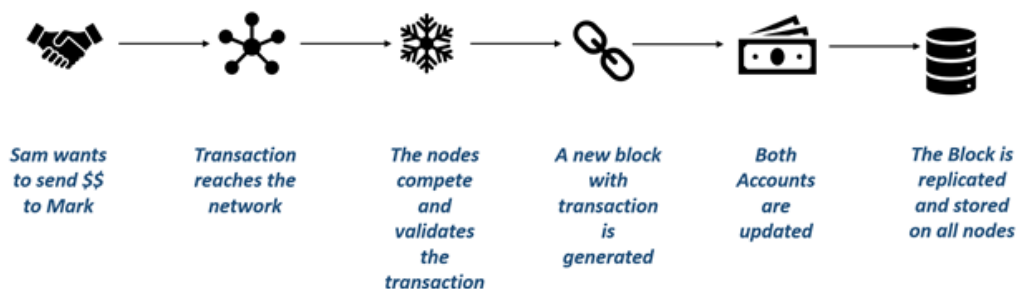 Sam wants
to send $$
to Mark
Transaction
reaches the
network
The nodes
compete
and
validates
the
transaction
A new block
with
transaction
is
generated
Both
Accounts
are
updated
The Block is
replicated
and stored
on all nodes